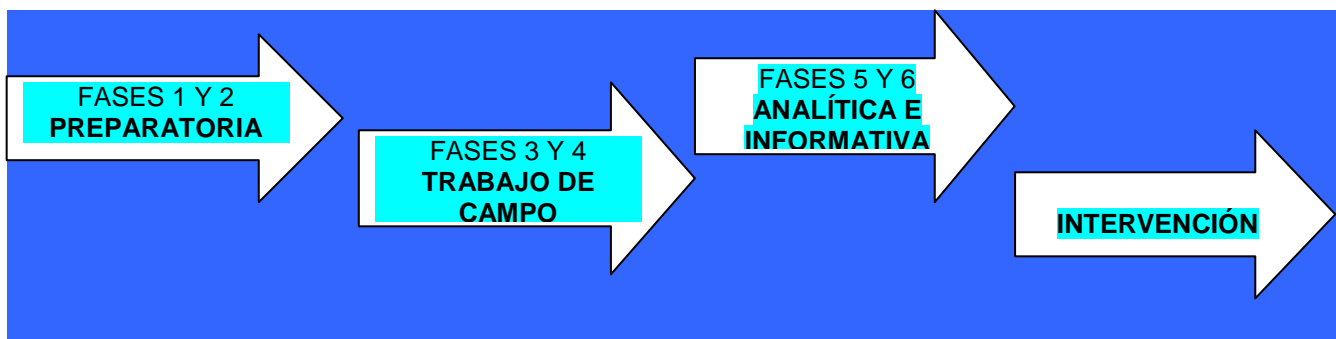 FASES 1 Y 2
PREPARATORIA
FASES 3 Y 4
TRABAJO DE
CAMPO
FASES 5 Y 6
ANALÍTICA E
INFORMATIVA
INTERVENCIÓN